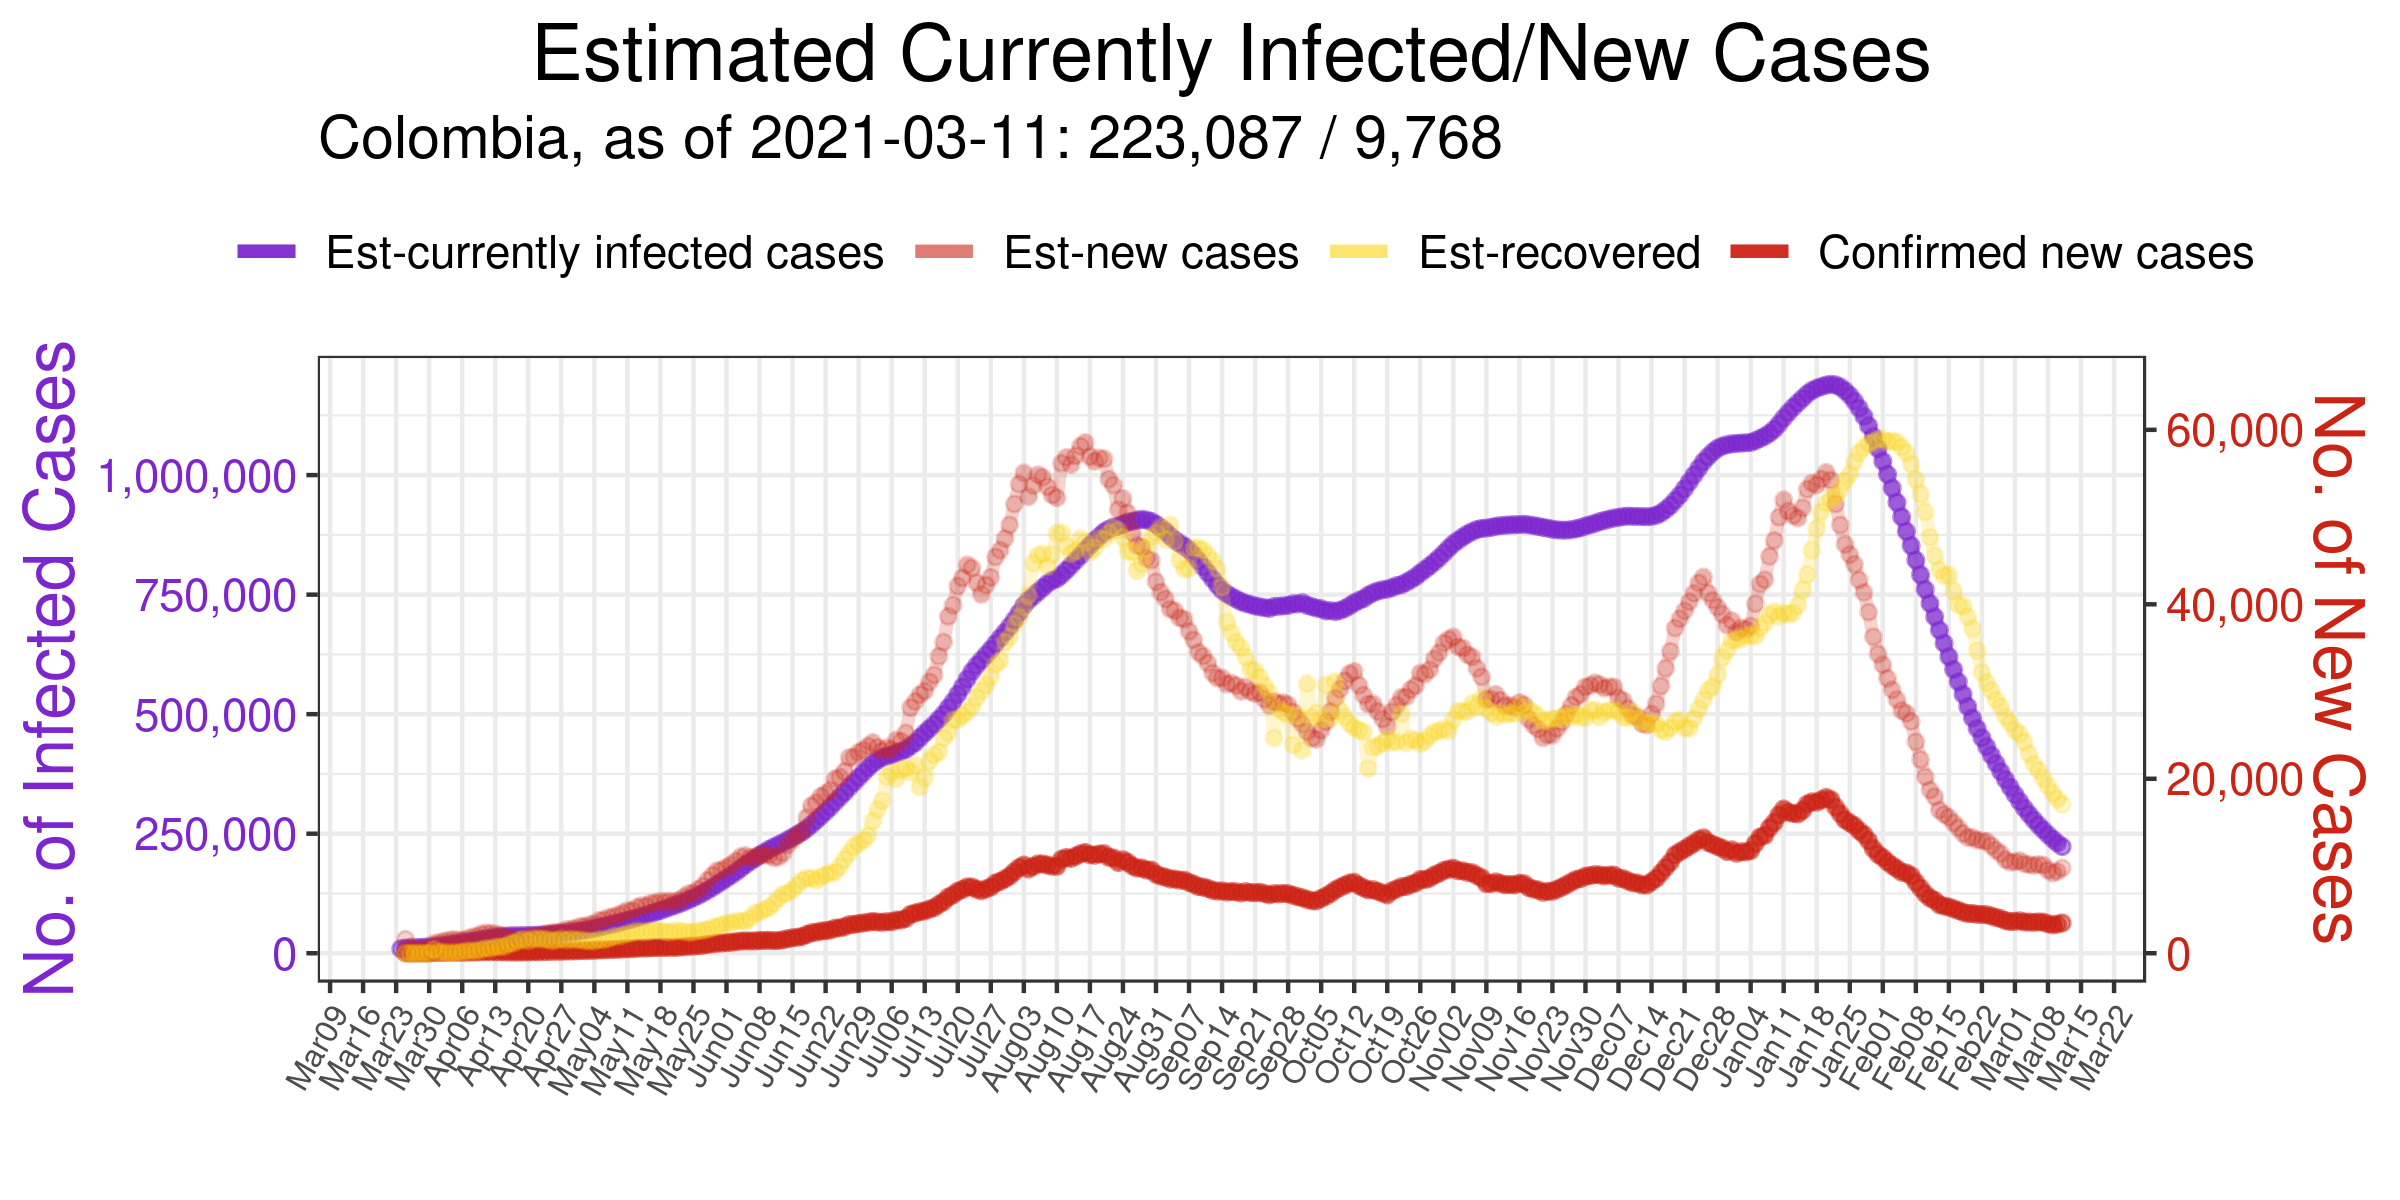 Estimated Currently Infected/New Cases
Colombia, as of 2021-03-11: 223,087 / 9,768
Est-currently infected cases Est-new cases Est-recovered Confirmed new cases
No. of Infected Cases
1,000,000
750,000
500,000
250,000
0
60,000
40,000
20,000
0
No. of New Cases
Mar09 Mar16 Mar23 Mar30 Apr06 Apr13 Apr20 Apr27 May04 May11 May18 May25 Jun01 Jun08 Jun15 Jun22 Jun29 Jul06 Jul13 Jul20 Jul27 Aug03 Aug10 Aug17 Aug24 Aug31 Sep07 Sep14 Sep21 Sep28 Oct05 Oct12 Oct19 Oct26 Nov02 Nov09 Nov16 Nov23 Nov30 Dec07 Dec14 Dec21 Dec28 Jan04 Jan11 Jan18 Jan25 Feb01 Feb08 Feb15 Feb22 Mar01 Mar08 Mar15 Mar22